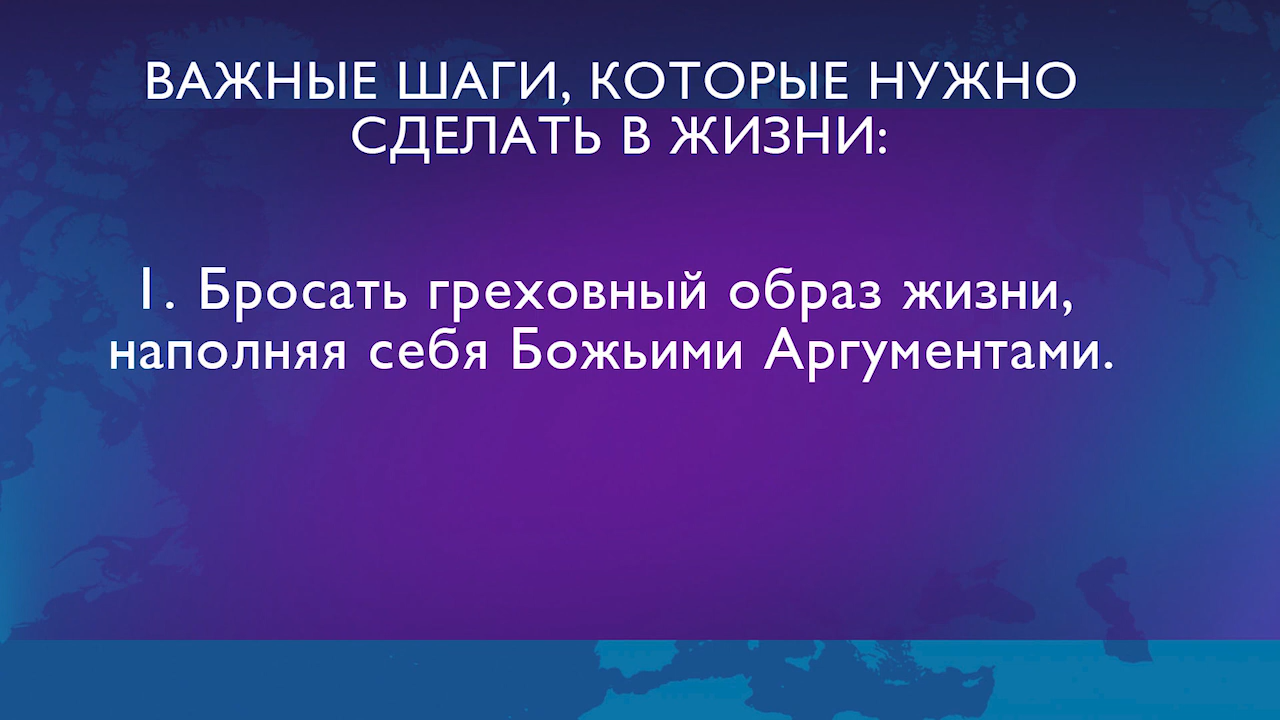 ВАЖНЫЕ ШАГИ, КОТОРЫЕ НУЖНО
СДЕЛАТЬ В ЖИЗНИ:
1. Бросать греховный образ жизни,
наполняя себя Божьими Аргументами.